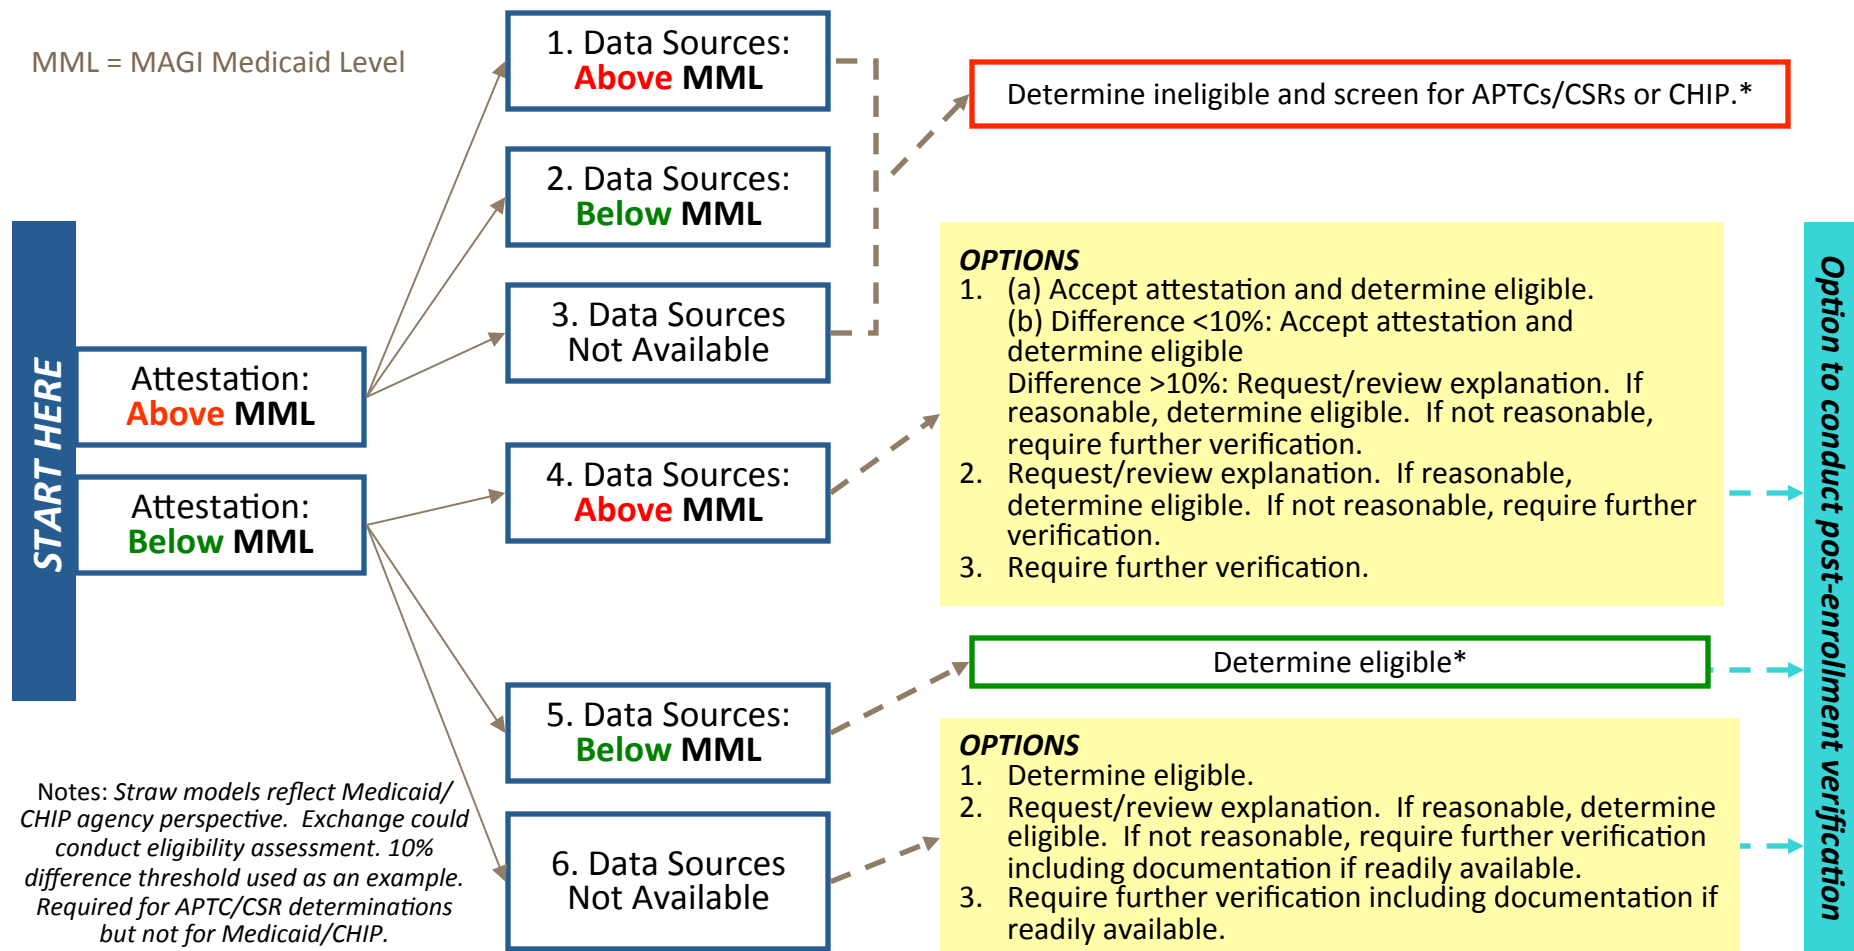 MML = MAGI Medicaid Level
START HERE
Attestation:
Above MML
Attestation:
Below MML
1. Data Sources:
Above MML
2. Data Sources:
Below MML
3. Data Sources
Not Available
4. Data Sources:
Above MML
5. Data Sources:
Below MML
6. Data Sources
Not Available
Determine ineligible and screen for APTCs/CSRs or CHIP.*
OPTIONS
1. (a) Accept attestation and determine eligible.
(b) Difference <10%: Accept attestation and
determine eligible
Difference >10%: Request/review explanation. If
reasonable, determine eligible. If not reasonable,
require further verification.
2. Request/review explanation. If reasonable,
determine eligible. If not reasonable, require further
verification.
3. Require further verification.
Determine eligible*
OPTIONS
1. Determine eligible.
2. Request/review explanation. If reasonable, determine
eligible. If not reasonable, require further verification
including documentation if readily available.
3. Require further verification including documentation if
readily available.
Option to conduct post-enrollment verification
Notes: Straw models reflect Medicaid/
CHIP agency perspective. Exchange could
conduct eligibility assessment. 10%
difference threshold used as an example.
Required for APTC/CSR determinations
but not for Medicaid/CHIP.